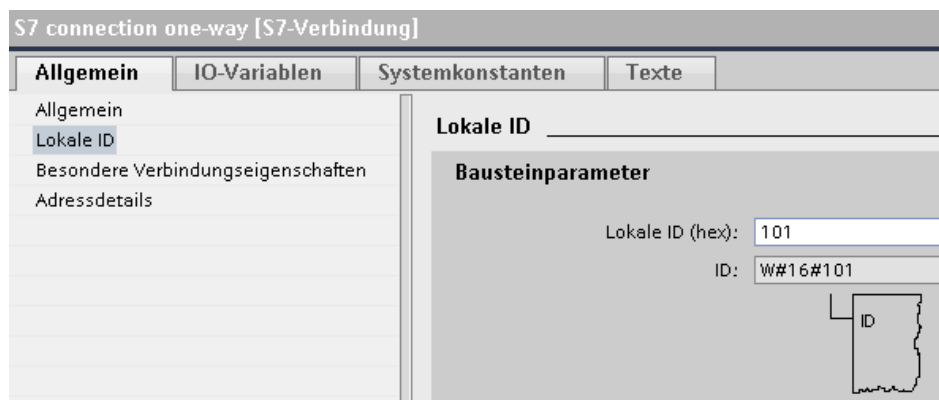 S7 connection one-way [S7-Verbindung]
Allgemein IO-Variablen Systemkonstanten Texte
Allgemein
Lokale ID
Besondere Verbindungseigenschaften
Adressdetails
Lokale ID
Bausteinparameter
Lokale ID (hex): 101
ID: W#16#101
ID